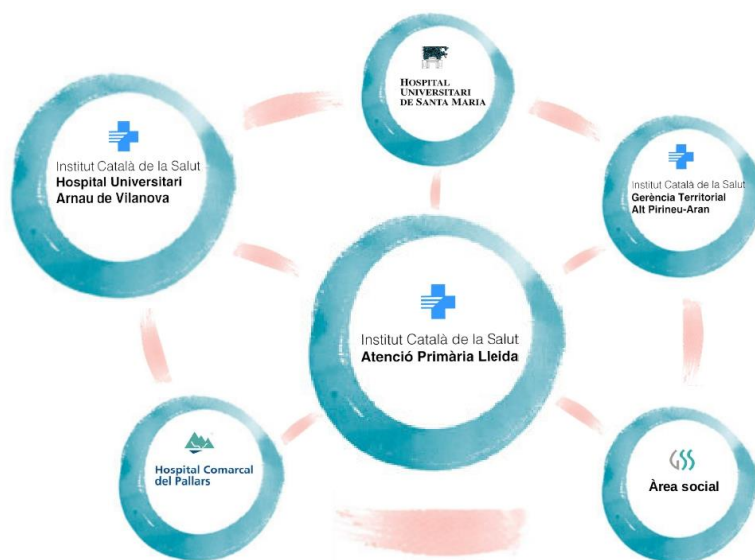 HOSPITAL
UNIVERSITARI
DE SANTA MARIA
Institut Català de la Salut
Hospital Universitari
Arnau de Vilanova
Institut Català de la Salut
Gerència Territorial
Alt Pirineu-Aran
Institut Català de la Salut
Atenció Primària Lleida
Hospital Comarcal
del Pallars
GSS
Àrea social